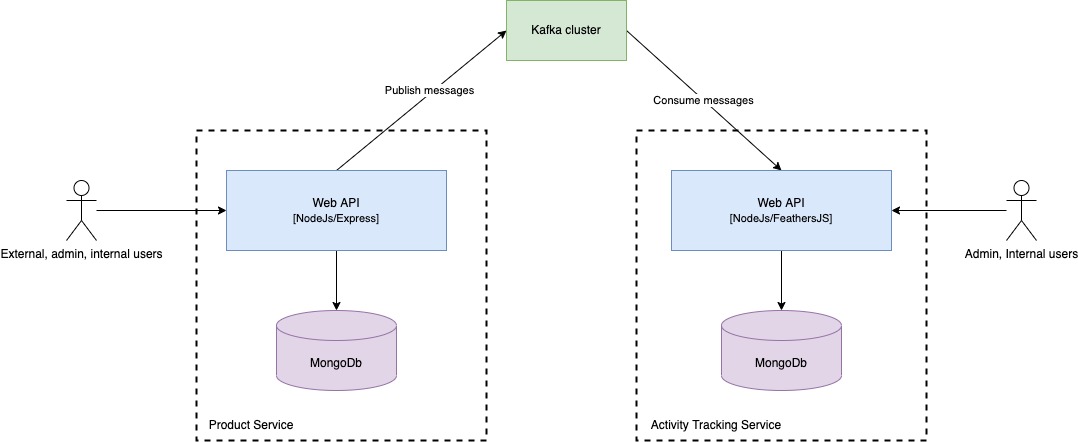 Kafka cluster
Publish messages
Consume messages
Web API
[NodeJs/Express]
Web API
[NodeJs/FeathersJS]
External, admin, internal users
Admin, Internal users
MongoDb
MongoDb
Product Service
Activity Tracking Service